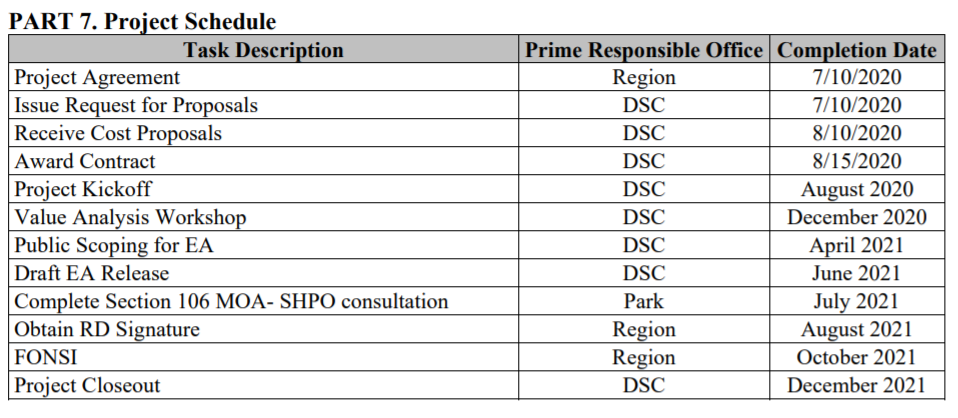 PART 7. Project Schedule
Task Description Prime Responsible Office Completion Date
Project Agreement Region 7/10/2020
Issue Request for Proposals DSC 7/10/2020
Receive Cost Proposals DSC 8/10/2020
Award Contract DSC 8/15/2020
Project Kickoff DSC August 2020
Value Analysis Workshop DSC December 2020
Public Scoping for EA DSC April 2021
Draft EA Release DSC June 2021
Complete Section 106 MOA- SHPO consultation Park July 2021
Obtain RD Signature Region August 2021
FONSI Region October 2021
Project Closeout DSC December 2021